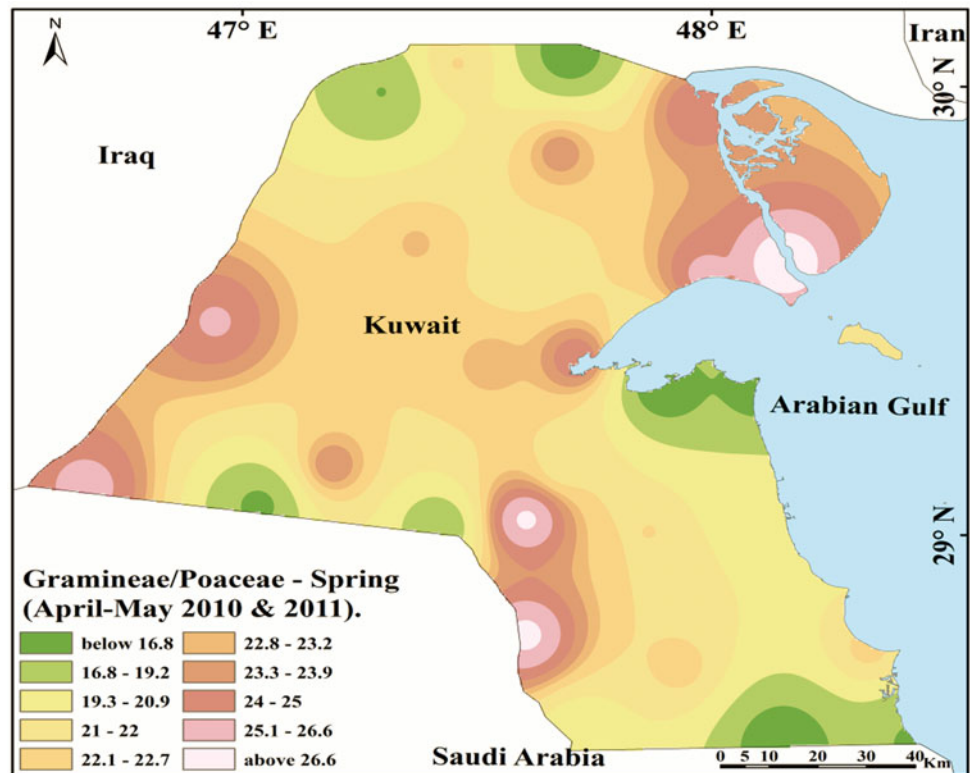 N
47° E
48° E
Iran
30° N
Iraq
Kuwait
Arabian Gulf
29° N
Gramineae/Poaceae - Spring
(April-May 2010 & 2011).
below 16.8
16.8 - 19.2
19.3 - 20.9
21 - 22
22.1 - 22.7
22.8 - 23.2
23.3 - 23.9
24 - 25
25.1 - 26.6
above 26.6
Saudi Arabia
0 5 10 20 30 40
Km